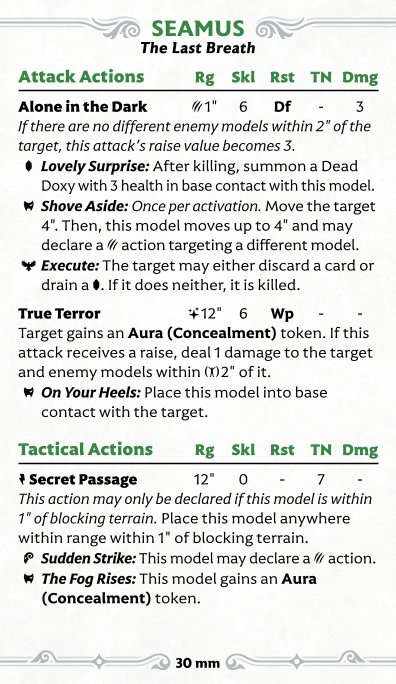 SEAMUS
The Last Breath
Attack Actions Rg Skl Rst TN Dmg
Alone in the Dark 1" 6 Df - 3
If there are no different enemy models within 2" of the
target, this attack's raise value becomes 3.
Lovely Surprise: After killing, summon a Dead
Doxy with 3 health in base contact with this model.
Shove Aside: Once per activation. Move the target
4". Then, this model moves up to 4" and may
declare a action targeting a different model.
Execute: The target may either discard a card or
drain a . If it does neither, it is killed.
True Terror 12" 6 Wp - -
Target gains an Aura (Concealment) token. If this
attack receives a raise, deal 1 damage to the target
and enemy models within 2" of it.
On Your Heels: Place this model into base
contact with the target.
Tactical Actions Rg Skl Rst TN Dmg
Secret Passage 12" 0 - 7 -
This action may only be declared if this model is within
1" of blocking terrain. Place this model anywhere
within range within 1" of blocking terrain.
Sudden Strike: This model may declare a action.
The Fog Rises: This model gains an Aura
(Concealment) token.
30 mm